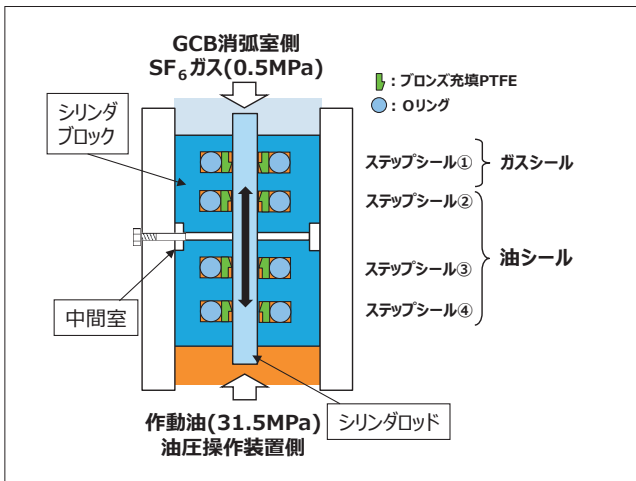 GCB消弧室側
SF₆ガス(0.5MPa)
：ブロンズ充填PTFE
：Oリング
シリンダ
ブロック
ステップシール①
ガスシール
ステップシール②
油シール
ステップシール③
中間室
ステップシール④
作動油(31.5MPa)
油圧操作装置側
シリンダロッド